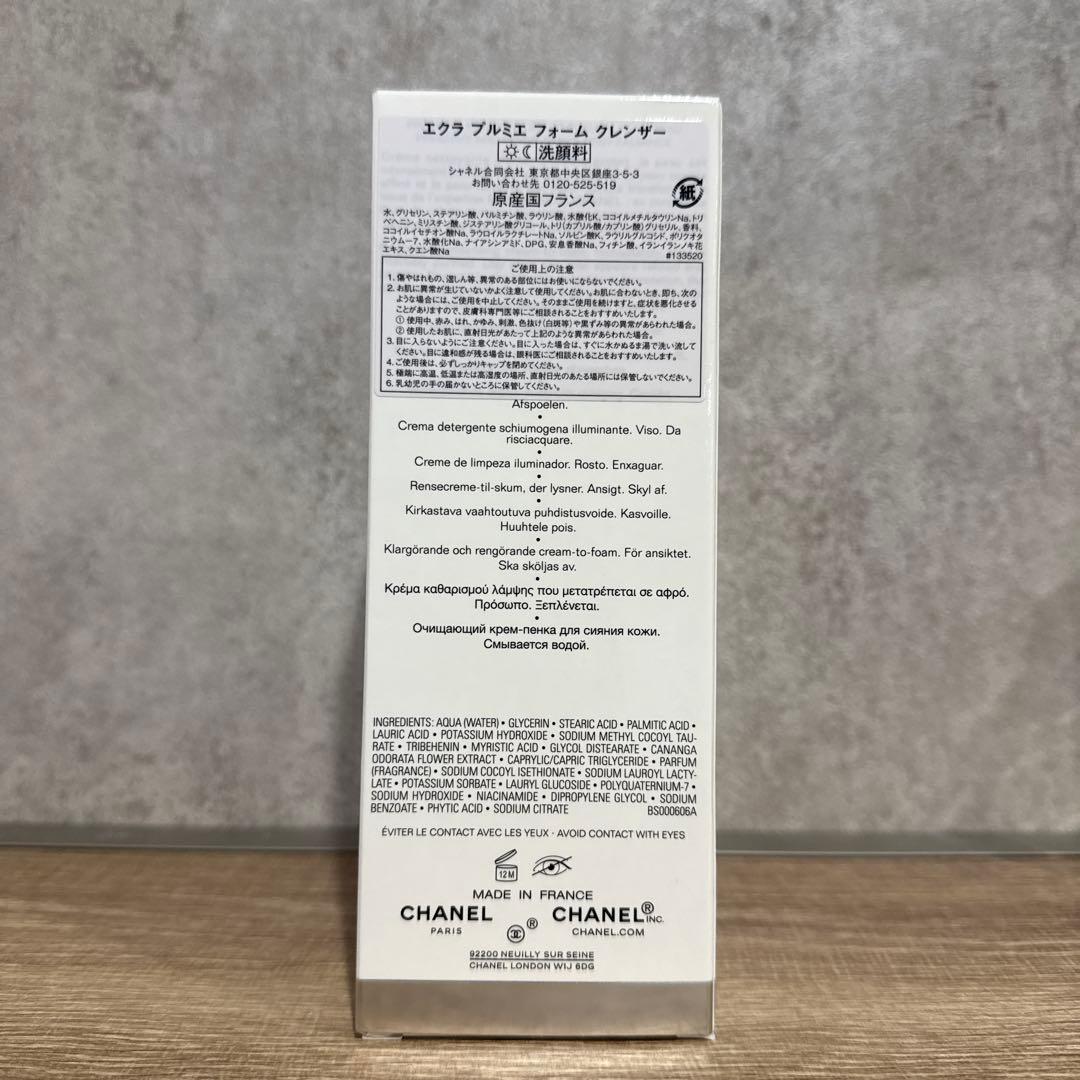 エクラ プルミエ フォーム クレンザー
洗顔料
シャネル合同会社 東京都中央区銀座3-5-3
お問い合わせ先 0120-525-519
紙
原産国フランス
水、グリセリン、ステアリン酸、パルミチン酸、ラウリン酸、水酸化K、ココイルメチルタウリンNa、トリ
ベヘニン、ミリスチン酸、ジステアリン酸グリコール、トリ(カプリル酸/カプリン酸)グリセリル、香料、
ココイルイセチオン酸Na、ラウロイルラクチレートNa、ソルビン酸K、ラウリルグルコシド、ポリクオタ
ニウム-7、水酸化Na、ナイアシンアミド、DPG、安息香酸Na、フィチン酸、イランイランノキ花
エキス、クエン酸Na
#133520
ご使用上の注意
1. 傷やはれもの、湿しん等、異常のある部位にはお使いにならないでください。
2. お肌に異常が生じていないかよく注意して使用してください。お肌に合わないとき、即ち、次の
ような場合には、ご使用を中止してください。そのままご使用を続けますと、症状を悪化させる
ことがありますので、皮膚科専門医等にご相談されることをおすすめいたします。
① 使用中、赤み、はれ、かゆみ、刺激、色抜け(白斑等)や黒ずみ等の異常があらわれた場合。
② 使用したお肌に、直射日光があたって上記のような異常があらわれた場合。
3. 目に入らないようにご注意ください。目に入った場合は、すぐに水かぬるま湯で洗い流して
ください。目に違和感が残る場合は、眼科医にご相談されることをおすすめいたします。
4. ご使用後は、必ずしっかりキャップを閉めてください。
5. 極端に高温、低温または高湿度の場所、直射日光のあたる場所には保管しないでください。
6. 乳幼児の手の届かないところに保管してください。
Afspoelen.
•
Crema detergente schiumogena illuminante. Viso. Da
risciacquare.
•
Creme de limpeza iluminador. Rosto. Enxaguar.
•
Rensecreme-til-skum, der lysner. Ansigt. Skyl af.
•
Kirkastava vaahtoutuva puhdistusvoide. Kasvoille.
Huuhtele pois.
•
Klargörande och rengörande cream-to-foam. För ansiktet.
Ska sköljas av.
•
Κρέμα καθαρισμού λάμψης που μετατρέπεται σε αφρό.
Πρόσωπο. Ξεπλένεται.
•
Очищающий крем-пенка для сияния кожи.
Смывается водой.
INGREDIENTS: AQUA (WATER) • GLYCERIN • STEARIC ACID • PALMITIC ACID •
LAURIC ACID • POTASSIUM HYDROXIDE • SODIUM METHYL COCOYL TAU-
RATE • TRIBEHENIN • MYRISTIC ACID • GLYCOL DISTEARATE • CANANGA
ODORATA FLOWER EXTRACT • CAPRYLIC/CAPRIC TRIGLYCERIDE • PARFUM
(FRAGRANCE) • SODIUM COCOYL ISETHIONATE • SODIUM LAUROYL LACTY-
LATE • POTASSIUM SORBATE • LAURYL GLUCOSIDE • POLYQUATERNIUM-7 •
SODIUM HYDROXIDE • NIACINAMIDE • DIPROPYLENE GLYCOL • SODIUM
BENZOATE • PHYTIC ACID • SODIUM CITRATE BS000606A
ÉVITER LE CONTACT AVEC LES YEUX · AVOID CONTACT WITH EYES
12M
MADE IN FRANCE
CHANEL ® CHANEL® INC.
PARIS CHANEL.COM
92200 NEUILLY SUR SEINE
CHANEL LONDON W1J 6DG